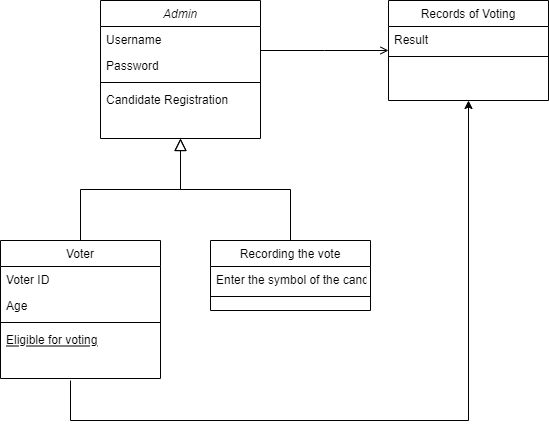 Admin
Username
Password
Candidate Registration
Records of Voting
Result
Voter
Voter ID
Age
Eligible for voting
Recording the vote
Enter the symbol of the